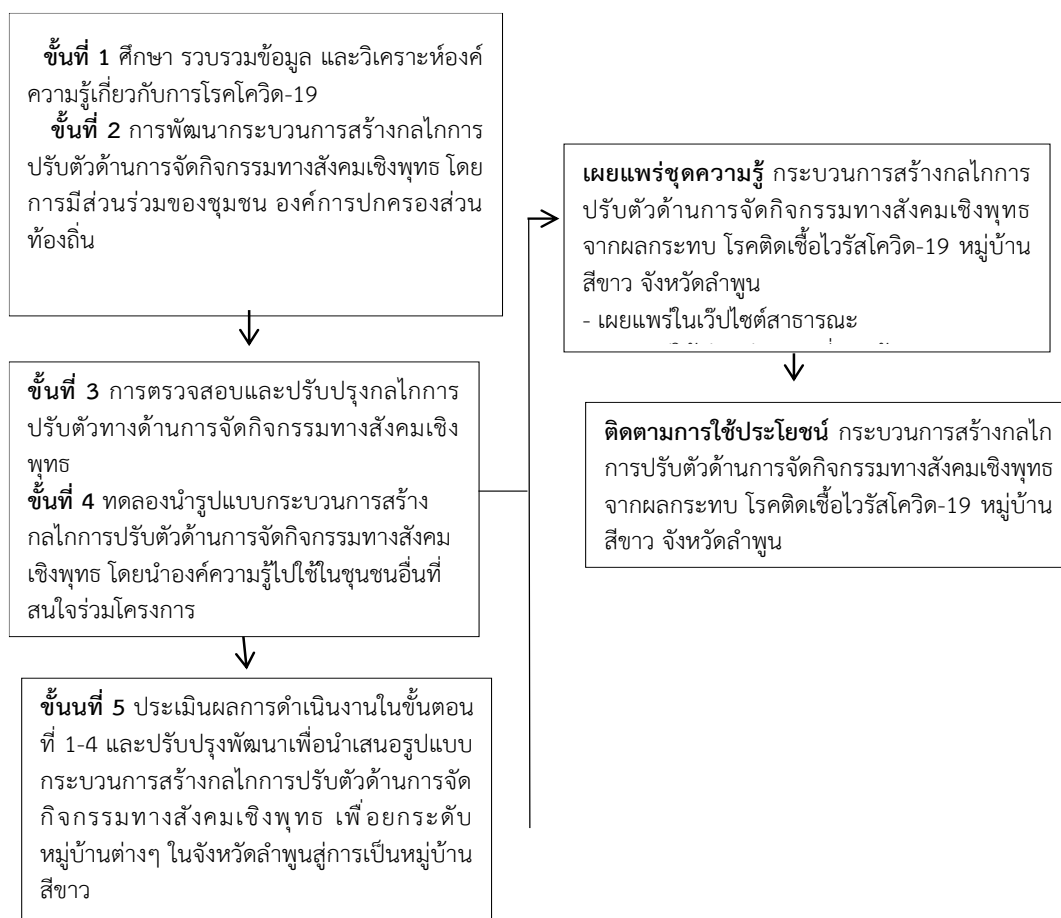 ขั้นที่ 1 ศึกษา รวบรวมข้อมูล และวิเคราะห์องค์
ความรู้เกี่ยวกับการโรคโควิด-19
ขั้นที่ 2 การพัฒนากระบวนการสร้างกลไกการ
ปรับตัวด้านการจัดกิจกรรมทางสังคมเชิงพุทธ โดย
การมีส่วนร่วมของชุมชน องค์การปกครองส่วน
ท้องถิ่น
ขั้นที่ 3 การตรวจสอบและปรับปรุงกลไกการ
ปรับตัวทางด้านการจัดกิจกรรมทางสังคมเชิง
พุทธ
ขั้นที่ 4 ทดลองนำรูปแบบกระบวนการสร้าง
กลไกการปรับตัวด้านการจัดกิจกรรมทางสังคม
เชิงพุทธ โดยนำองค์ความรู้ไปใช้ในชุนชนอื่นที่
สนใจร่วมโครงการ
ขั้นนที่ 5 ประเมินผลการดำเนินงานในขั้นตอน
ที่ 1-4 และปรับปรุงพัฒนาเพื่อนำเสนอรูปแบบ
กระบวนการสร้างกลไกการปรับตัวด้านการจัด
กิจกรรมทางสังคมเชิงพุทธ เพื่อยกระดับ
หมู่บ้านต่างๆ ในจังหวัดลำพูนสู่การเป็นหมู่บ้าน
สีขาว
เผยแพร่ชุดความรู้ กระบวนการสร้างกลไกการ
ปรับตัวด้านการจัดกิจกรรมทางสังคมเชิงพุทธ
จากผลกระทบ โรคติดเชื้อไวรัสโควิด-19 หมู่บ้าน
สีขาว จังหวัดลำพูน
- เผยแพร่ในเว๊ปไซต์สาธารณะ
ติดตามการใช้ประโยชน์ กระบวนการสร้างกลไก
การปรับตัวด้านการจัดกิจกรรมทางสังคมเชิงพุทธ
จากผลกระทบ โรคติดเชื้อไวรัสโควิด-19 หมู่บ้าน
สีขาว จังหวัดลำพูน